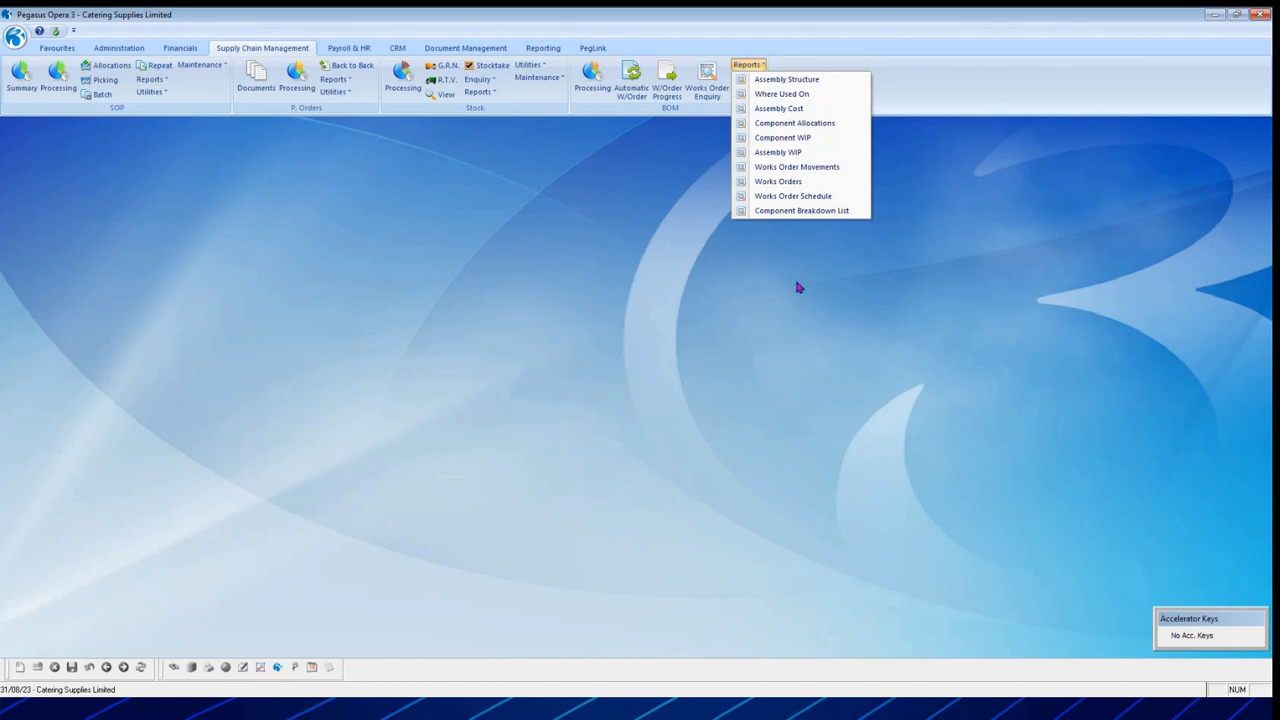 Pegasus Opera 3 - Catering Supplies Limited
Favourites Administration Financials Supply Chain Management Payroll & HR CRM Document Management Reporting PegLink
Summary
Processing
Allocations
Picking
Batch
Repeat
Reports
Utilities
Maintenance
SOP
Documents
Processing
Back to Back
Reports
Utilities
P. Orders
Processing
G.R.N.
R.T.V.
View
Stocktake
Enquiry
Reports
Utilities
Maintenance
Stock
Processing
Automatic
W/Order
W/Order
Progress
Works Order
Enquiry
BOM
Reports
Assembly Structure
Where Used On
Assembly Cost
Component Allocations
Component WIP
Assembly WIP
Works Order Movements
Works Orders
Works Order Schedule
Component Breakdown List
Accelerator Keys
No Acc. Keys
31/08/23 - Catering Supplies Limited
NUM